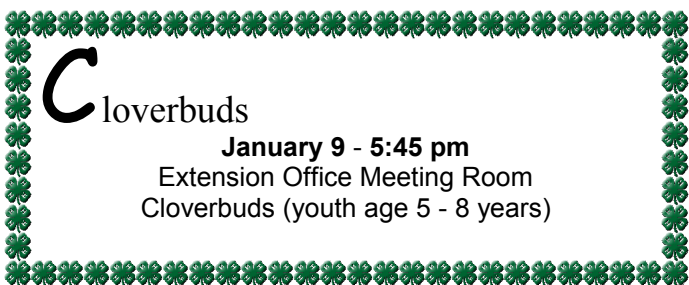 Cloverbuds
January 9 - 5:45 pm
Extension Office Meeting Room
Cloverbuds (youth age 5 - 8 years)